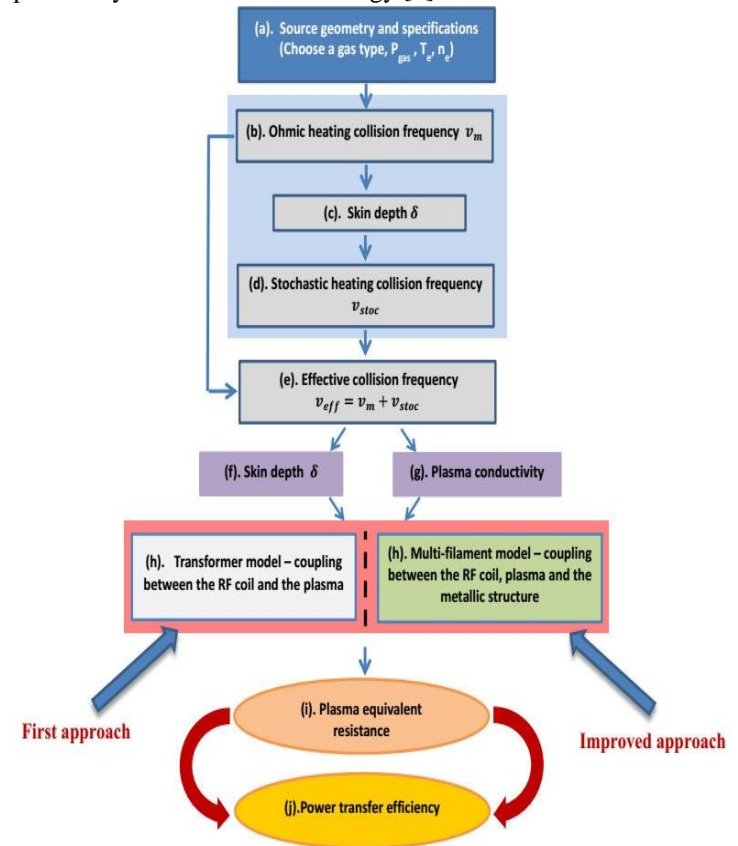 (a). Source geometry and specifications
(Choose a gas type, P_gas , T_e, n_e)
(b). Ohmic heating collision frequency v_m
(c). Skin depth δ
(d). Stochastic heating collision frequency
v_stoc
(e). Effective collision frequency
v_eff = v_m + v_stoc
(f). Skin depth δ
(g). Plasma conductivity
(h). Transformer model – coupling
between the RF coil and the plasma
(h). Multi-filament model – coupling
between the RF coil, plasma and the
metallic structure
First approach
Improved approach
(i). Plasma equivalent
resistance
(j).Power transfer efficiency